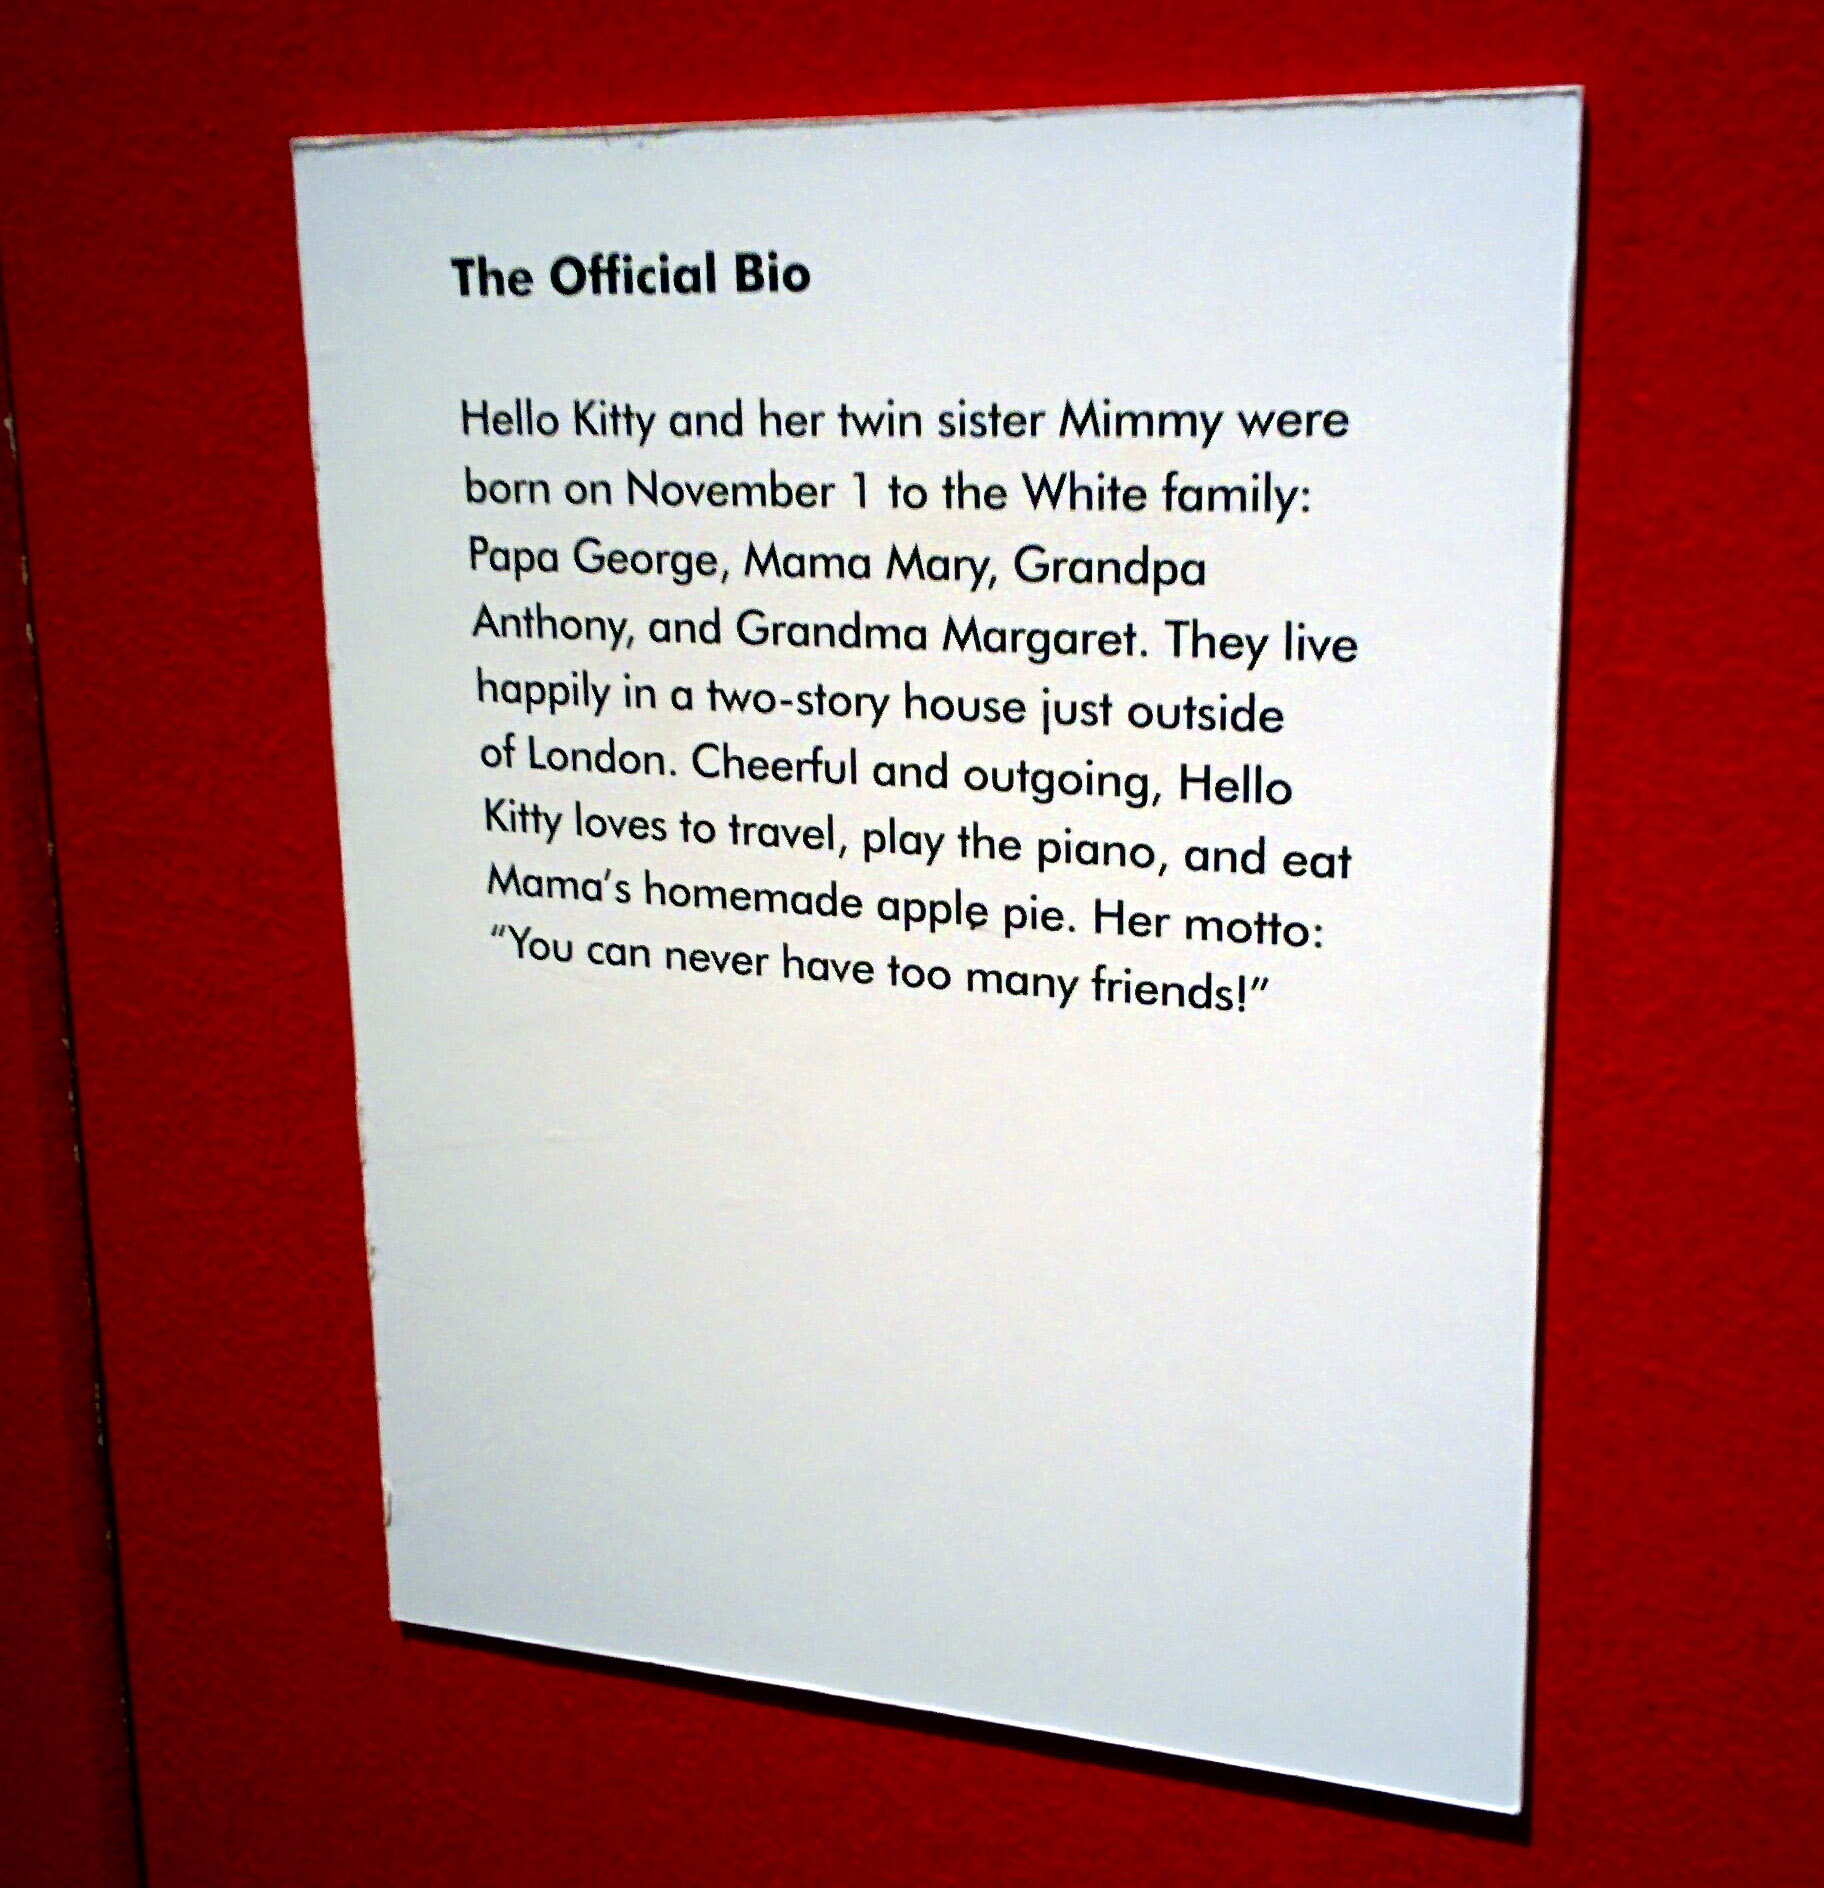 The Official Bio
Hello Kitty and her twin sister Mimmy were
born on November 1 to the White family:
Papa George, Mama Mary, Grandpa
Anthony, and Grandma Margaret. They live
happily in a two-story house just outside
of London. Cheerful and outgoing, Hello
Kitty loves to travel, play the piano, and eat
Mama’s homemade apple pie. Her motto:
“You can never have too many friends!”